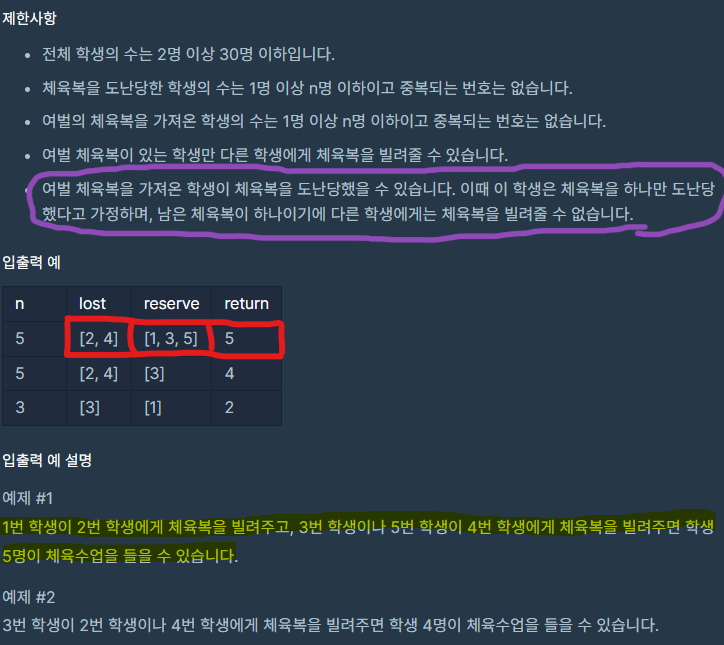 제한사항
• 전체 학생의 수는 2명 이상 30명 이하입니다.
• 체육복을 도난당한 학생의 수는 1명 이상 n명 이하이고 중복되는 번호는 없습니다.
• 여벌의 체육복을 가져온 학생의 수는 1명 이상 n명 이하이고 중복되는 번호는 없습니다.
• 여벌 체육복이 있는 학생만 다른 학생에게 체육복을 빌려줄 수 있습니다.
• 여벌 체육복을 가져온 학생이 체육복을 도난당했을 수 있습니다. 이때 이 학생은 체육복을 하나만 도난당
했다고 가정하며, 남은 체육복이 하나이기에 다른 학생에게는 체육복을 빌려줄 수 없습니다.
입출력 예
n lost reserve return
5 [2, 4] [1, 3, 5] 5
5 [2, 4] [3] 4
3 [3] [1] 2
입출력 예 설명
예제 #1
1번 학생이 2번 학생에게 체육복을 빌려주고, 3번 학생이나 5번 학생이 4번 학생에게 체육복을 빌려주면 학생
5명이 체육수업을 들을 수 있습니다.
예제 #2
3번 학생이 2번 학생이나 4번 학생에게 체육복을 빌려주면 학생 4명이 체육수업을 들을 수 있습니다.